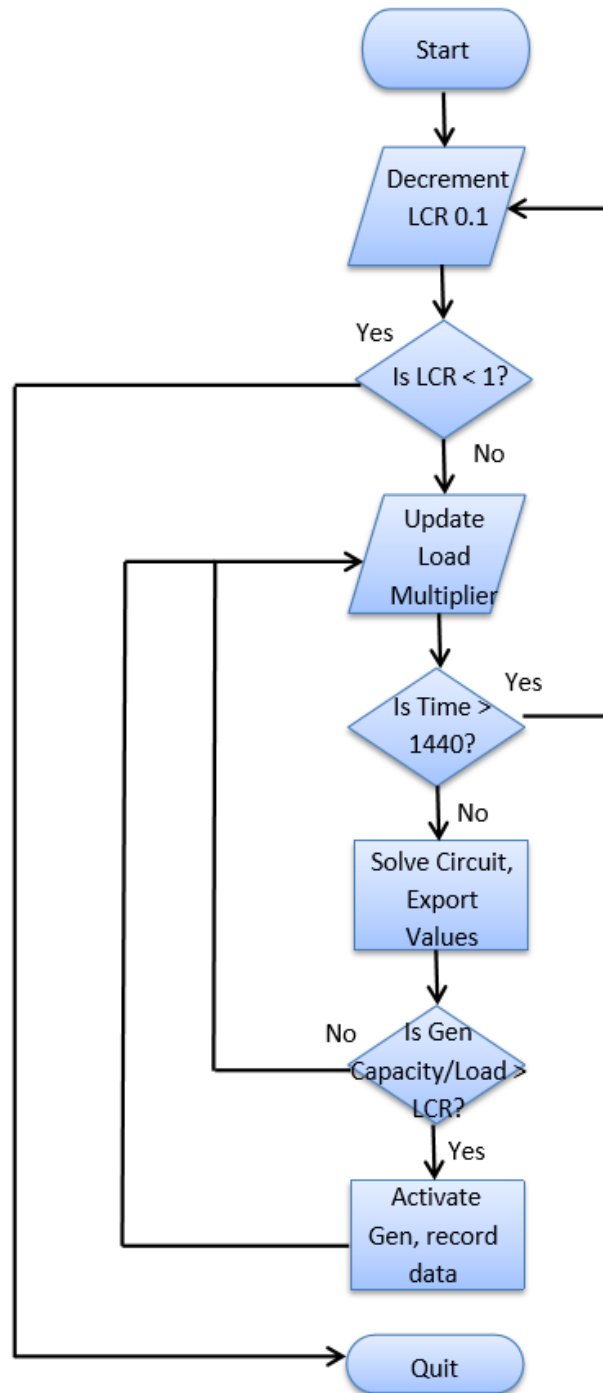 Start
Decrement
LCR 0.1
Yes
Is LCR < 1?
No
Update
Load
Multiplier
Yes
Is Time >
1440?
No
Solve Circuit,
Export
Values
No
Is Gen
Capacity/Load >
LCR?
Yes
Activate
Gen, record
data
Quit